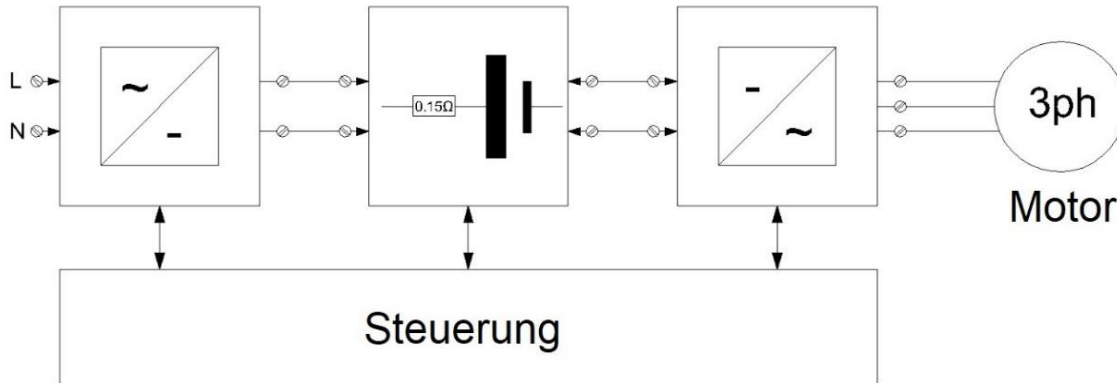 L
N
~
-
0.15Ω
-
~
3ph
Motor
Steuerung